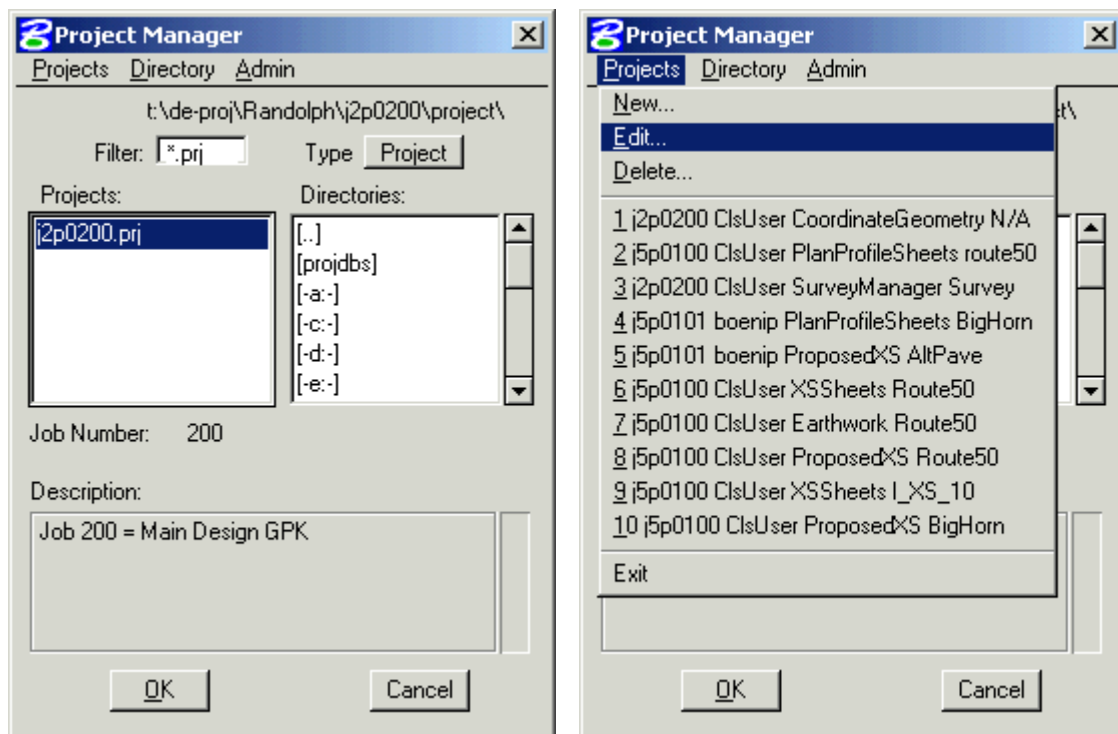 Project Manager
Projects Directory Admin
t:\de-proj\Randolph\j2p0200\project\
Filter: *.prj Type Project
Projects: Directories:
j2p0200.prj
[..]
[projdbs]
[-a:-]
[-c:-]
[-d:-]
[-e:-]
Job Number: 200
Description:
Job 200 = Main Design GPK
OK Cancel
Project Manager
Projects Directory Admin
New...
Edit...
Delete...
1 j2p0200 ClsUser CoordinateGeometry N/A
2 j5p0100 ClsUser PlanProfileSheets route50
3 j2p0200 ClsUser SurveyManager Survey
4 j5p0101 boenip PlanProfileSheets BigHorn
5 j5p0101 boenip ProposedXS AltPave
6 j5p0100 ClsUser XSSheets Route50
7 j5p0100 ClsUser Earthwork Route50
8 j5p0100 ClsUser ProposedXS Route50
9 j5p0100 ClsUser XSSheets I_XS_10
10 j5p0100 ClsUser ProposedXS BigHorn
Exit
OK Cancel